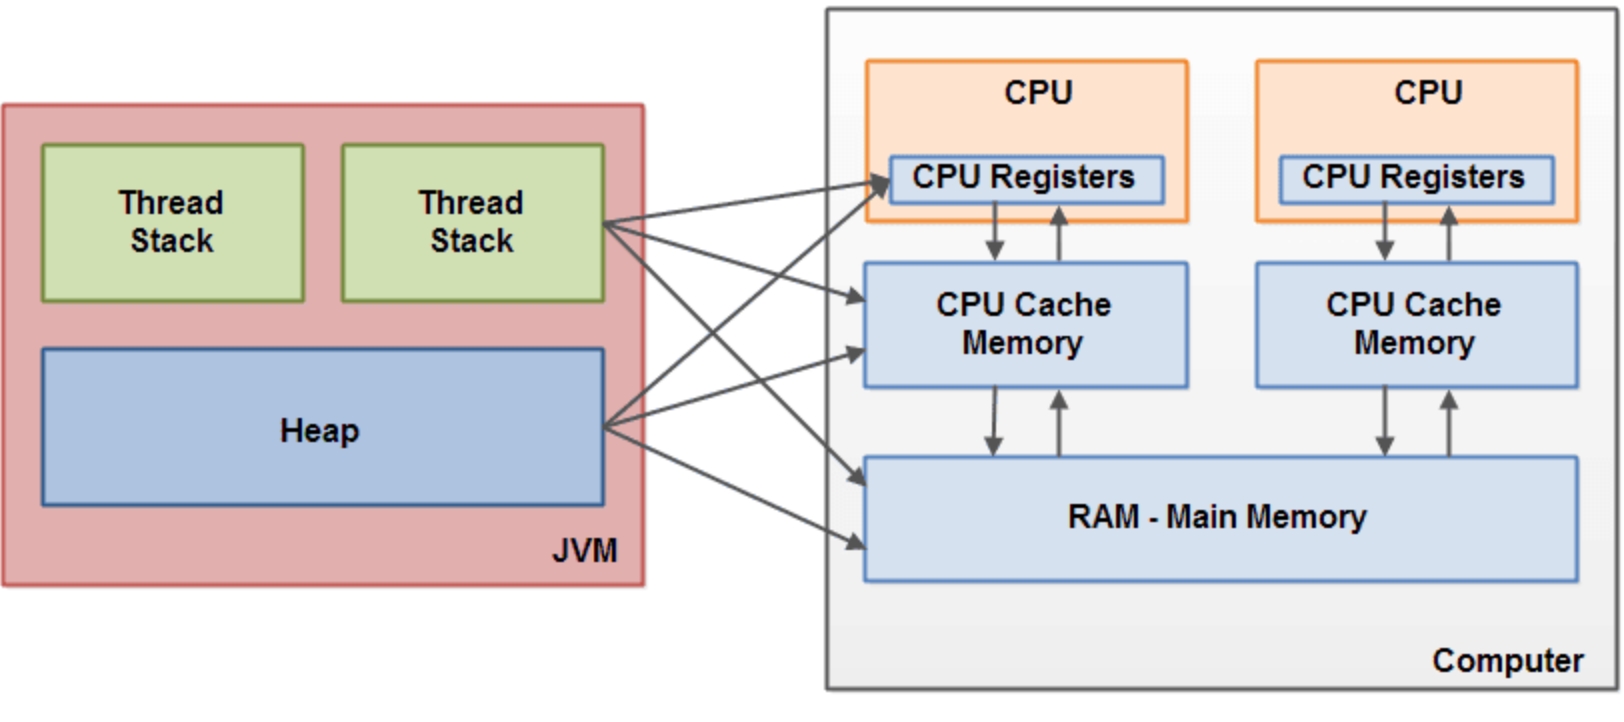 Thread
Stack
Thread
Stack
Heap
JVM
CPU
CPU Registers
CPU
CPU Registers
CPU Cache
Memory
CPU Cache
Memory
RAM - Main Memory
Computer